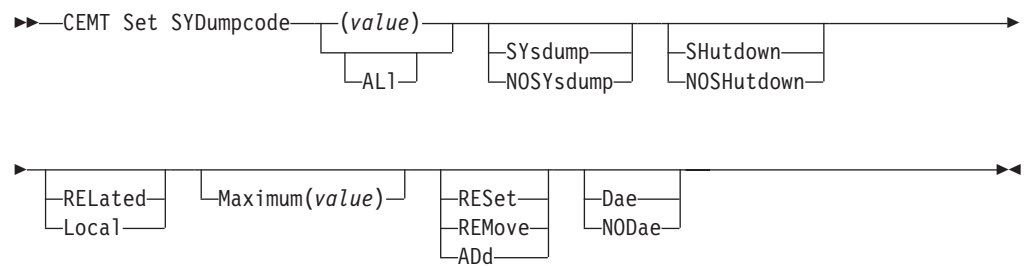 CEMT Set SYDumpcode (value) SYsdump SHutdown
ALl NOSYsdump NOSHutdown
RELated Maximum(value) RESet Dae
Local REMove NODae
ADd